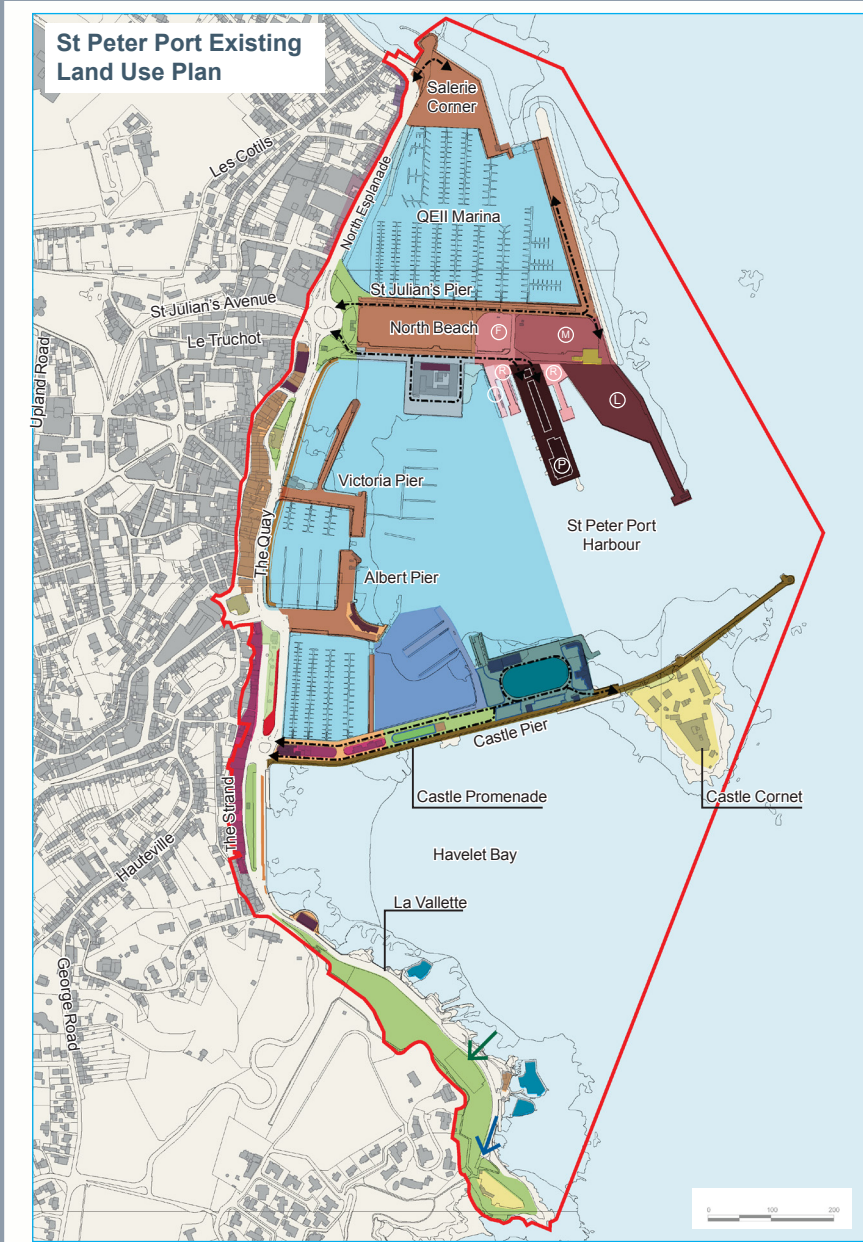 St Peter Port Existing
Land Use Plan
Salerie
Corner
Les Cotils
North Esplanade
QEII Marina
St Julian's Pier
St Julian's Avenue
North Beach
F
M
Le Truchot
Upland Road
R
R
L
P
Victoria Pier
St Peter Port
Harbour
The Quay
Albert Pier
Castle Pier
Castle Promenade
Castle Cornet
The Strand
Hauteville
Havelet Bay
La Vallette
George Road
0 100 200